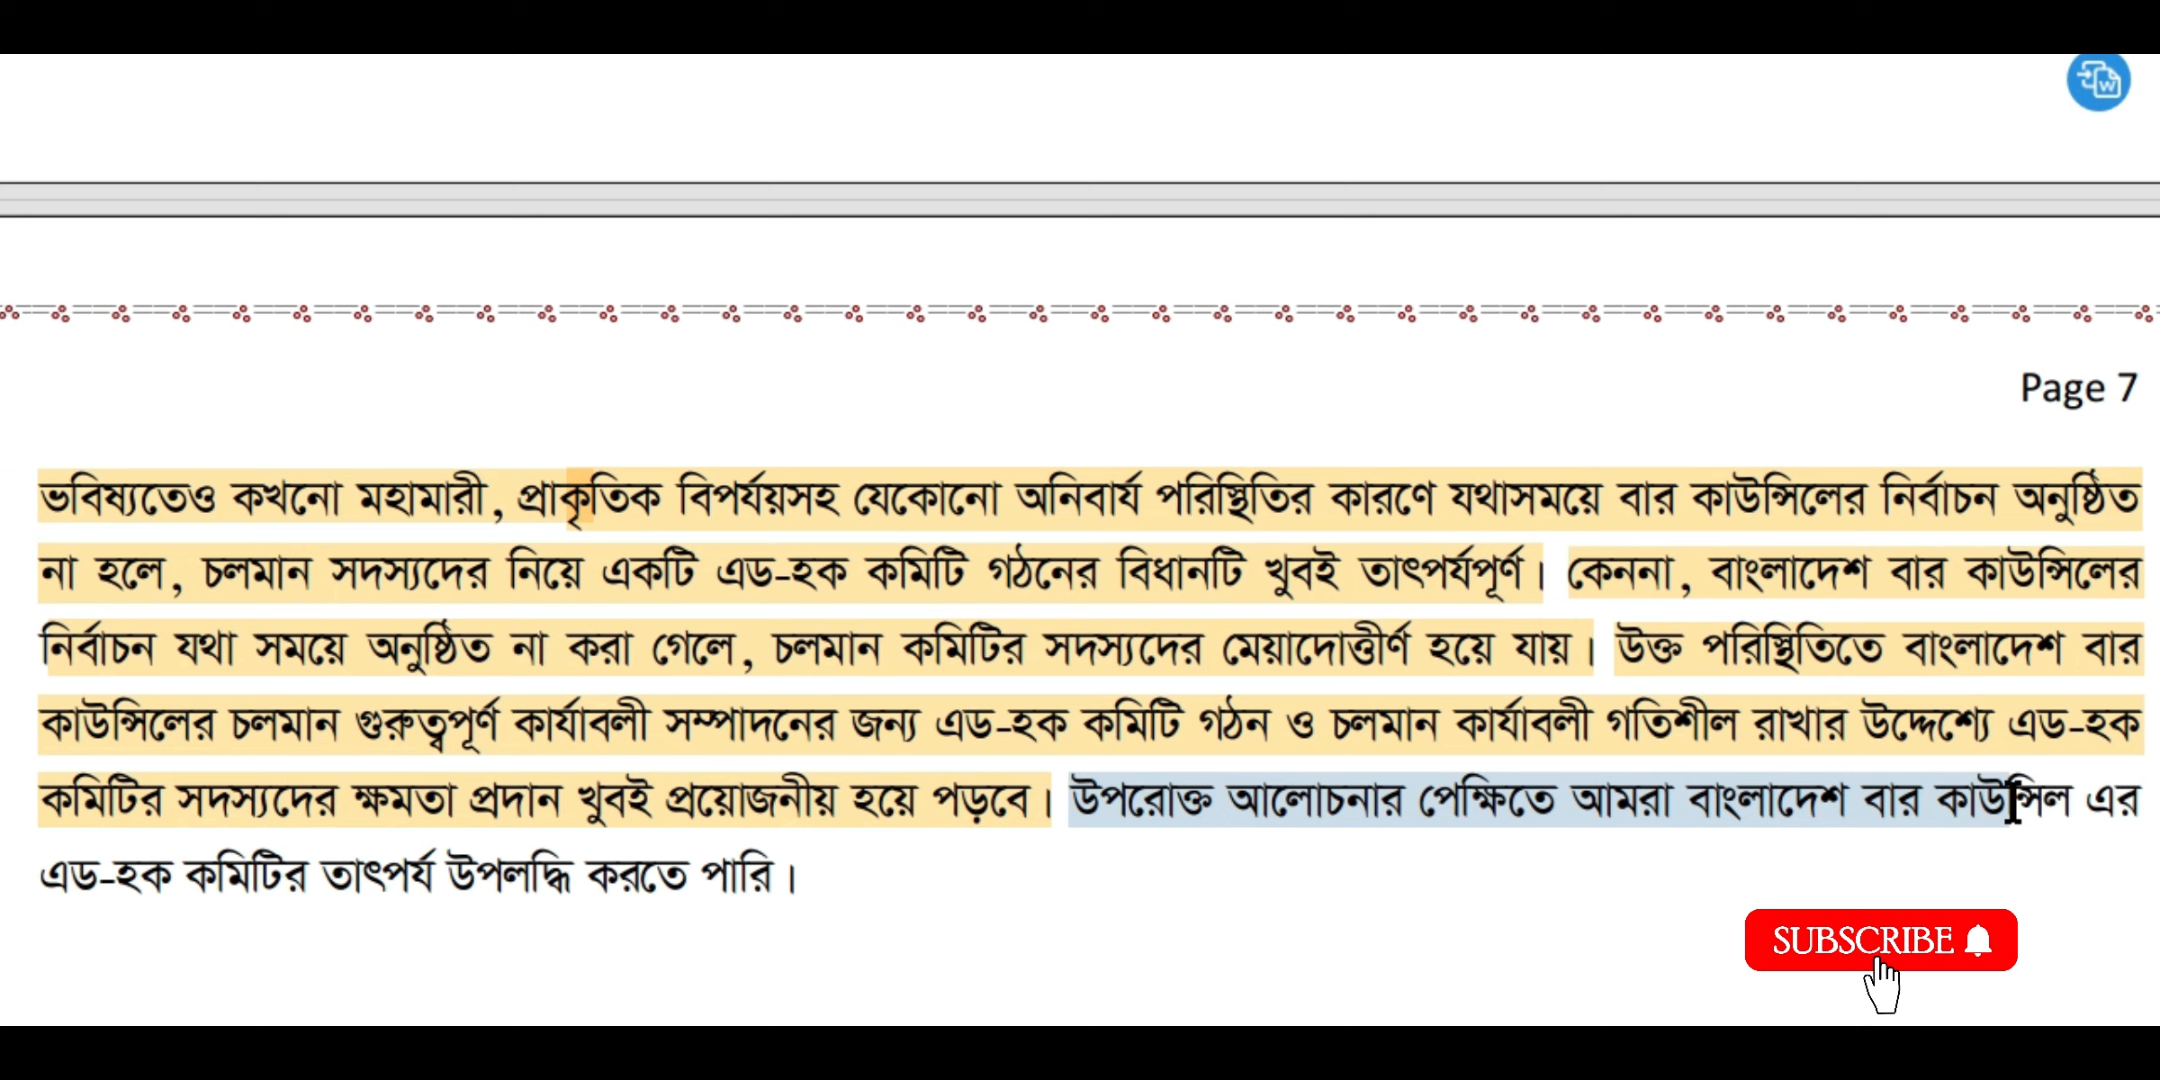 Page 7
ভবিষ্যতেও কখনো মহামারী, প্রাকৃতিক বিপর্যয়সহ যেকোনো অনিবার্য পরিস্থিতির কারণে যথাসময়ে বার কাউন্সিলের নির্বাচন অনুষ্ঠিত
না হলে, চলমান সদস্যদের নিয়ে একটি এড-হক কমিটি গঠনের বিধানটি খুবই তাৎপর্যপূর্ণ। কেননা, বাংলাদেশ বার কাউন্সিলের
নির্বাচন যথা সময়ে অনুষ্ঠিত না করা গেলে, চলমান কমিটির সদস্যদের মেয়াদোত্তীর্ণ হয়ে যায়। উক্ত পরিস্থিতিতে বাংলাদেশ বার
কাউন্সিলের চলমান গুরুত্বপূর্ণ কার্যাবলী সম্পাদনের জন্য এড-হক কমিটি গঠন ও চলমান কার্যাবলী গতিশীল রাখার উদ্দেশ্যে এড-হক
কমিটির সদস্যদের ক্ষমতা প্রদান খুবই প্রয়োজনীয় হয়ে পড়বে। উপরোক্ত আলোচনার পেক্ষিতে আমরা বাংলাদেশ বার কাউন্সিল এর
এড-হক কমিটির তাৎপর্য উপলদ্ধি করতে পারি।
SUBSCRIBE